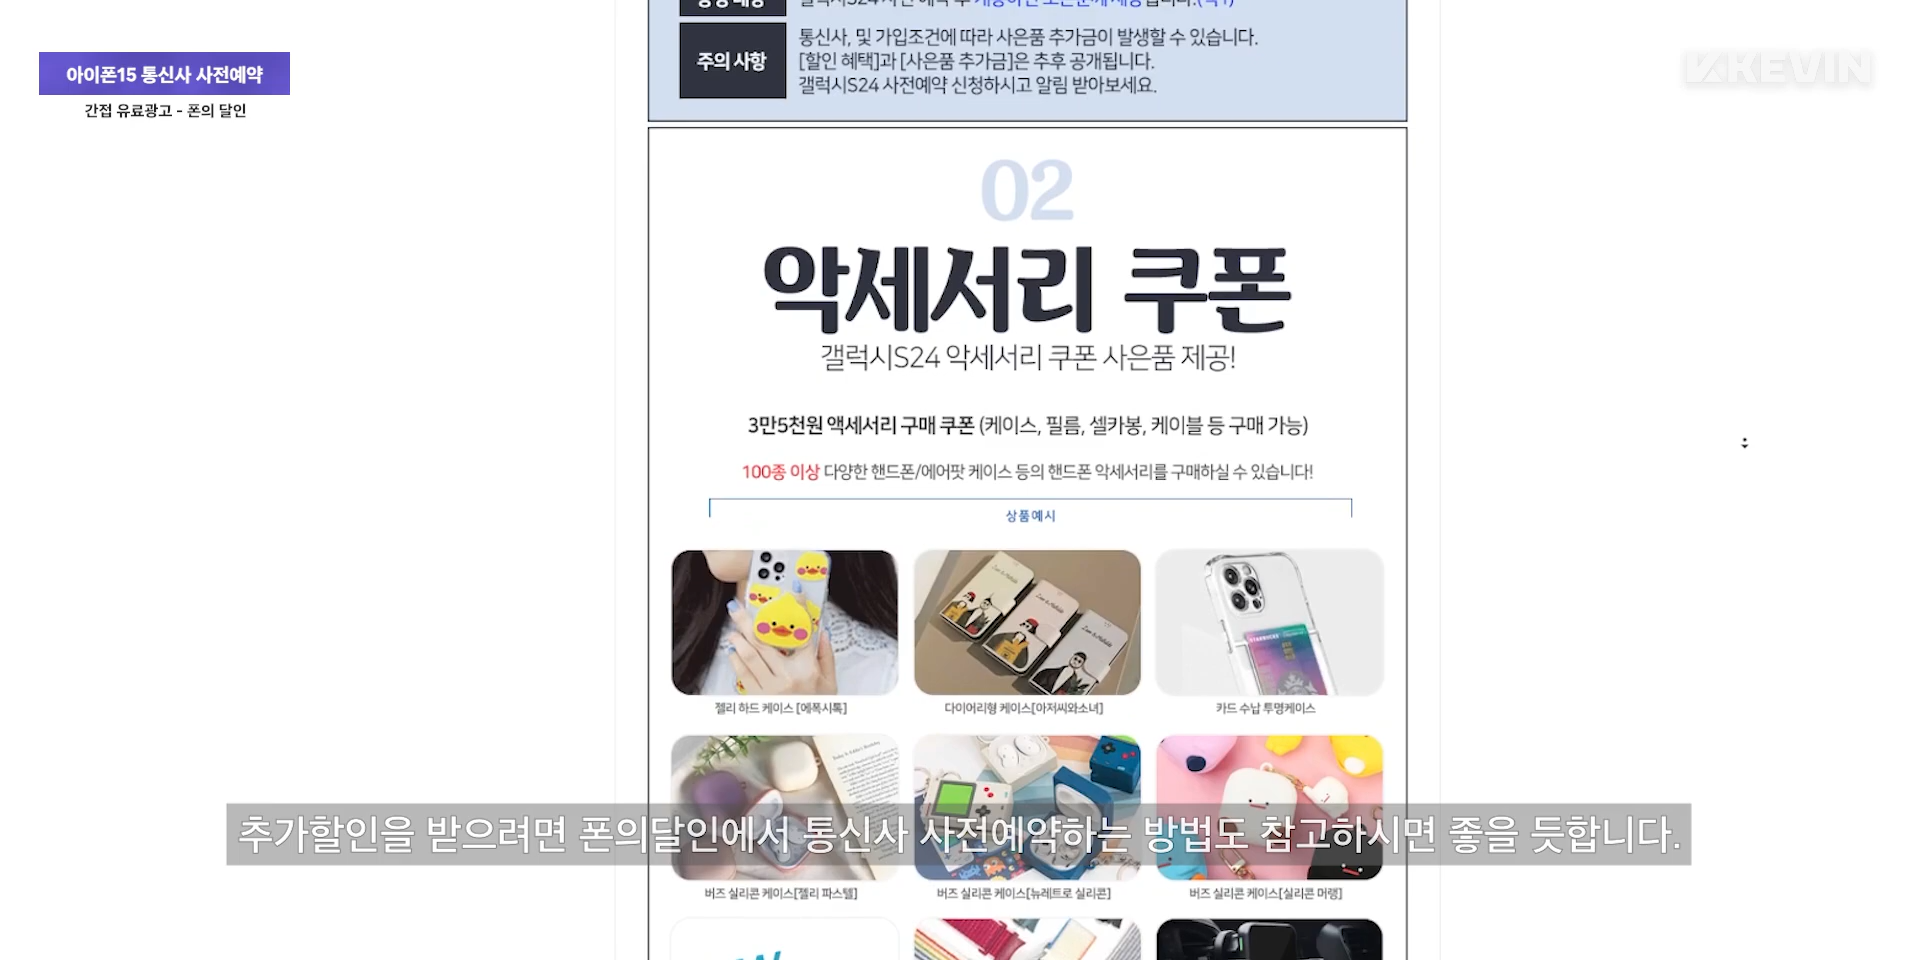 아이폰15 통신사 사전예약
간접 유료광고 - 폰의 달인
KEVIN
주의 사항
통신사, 및 가입조건에 따라 사은품 추가금이 발생할 수 있습니다.
[할인 혜택]과 [사은품 추가금]은 추후 공개됩니다.
갤럭시S24 사전예약 신청하시고 알림 받아보세요.
02
악세서리 쿠폰
갤럭시S24 악세서리 쿠폰 사은품 제공!
3만5천원 액세서리 구매 쿠폰 (케이스, 필름, 셀카봉, 케이블 등 구매 가능)
100종 이상 다양한 핸드폰/에어팟 케이스 등의 핸드폰 악세서리를 구매하실 수 있습니다!
상품예시
젤리 하드 케이스 [에폭시톡]
다이어리형 케이스[아저씨와소녀]
카드 수납 투명케이스
추가할인을 받으려면 폰의달인에서 통신사 사전예약하는 방법도 참고하시면 좋을 듯합니다.
버즈 실리콘 케이스[젤리 파스텔]
버즈 실리콘 케이스[뉴레트로 실리콘]
버즈 실리콘 케이스[실리콘 머랭]